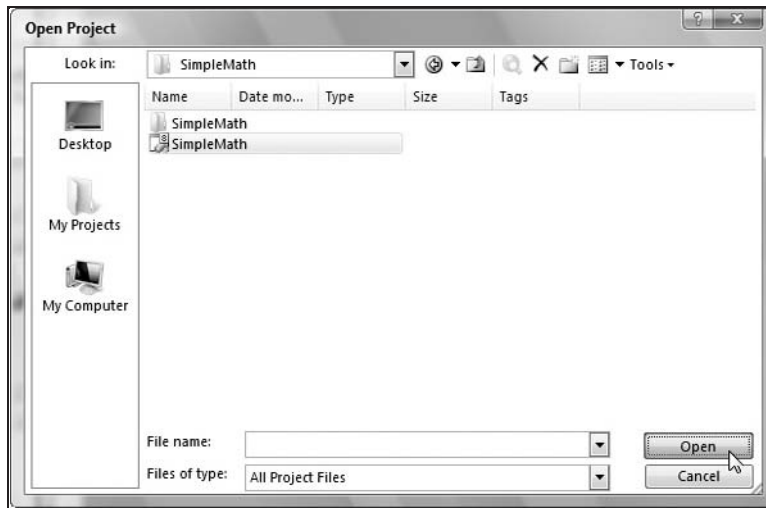 Open Project
Look in:
SimpleMath
Tools
Name Date mo... Type Size Tags
SimpleMath
SimpleMath
Desktop
My Projects
My Computer
File name:
Open
Files of type:
All Project Files
Cancel